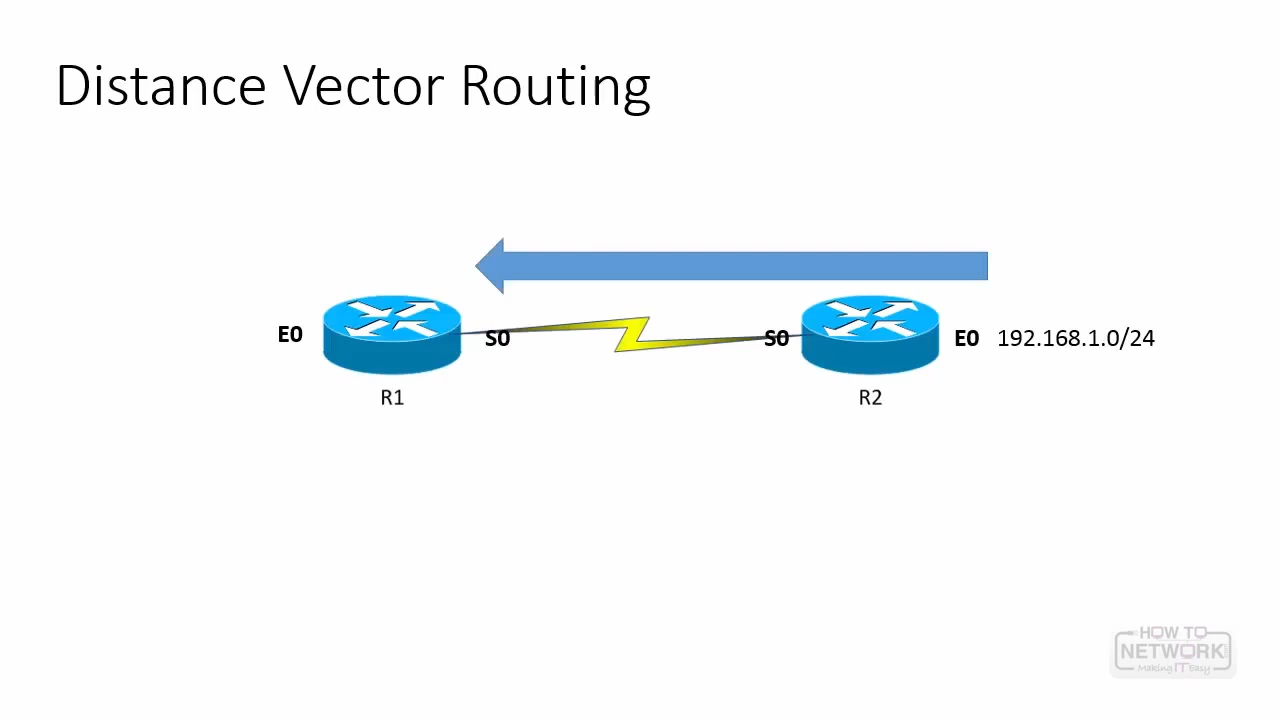 Distance Vector Routing
E0
S0
S0
E0 192.168.1.0/24
R1
R2
HOW TO
NETWORK
Making IT Easy